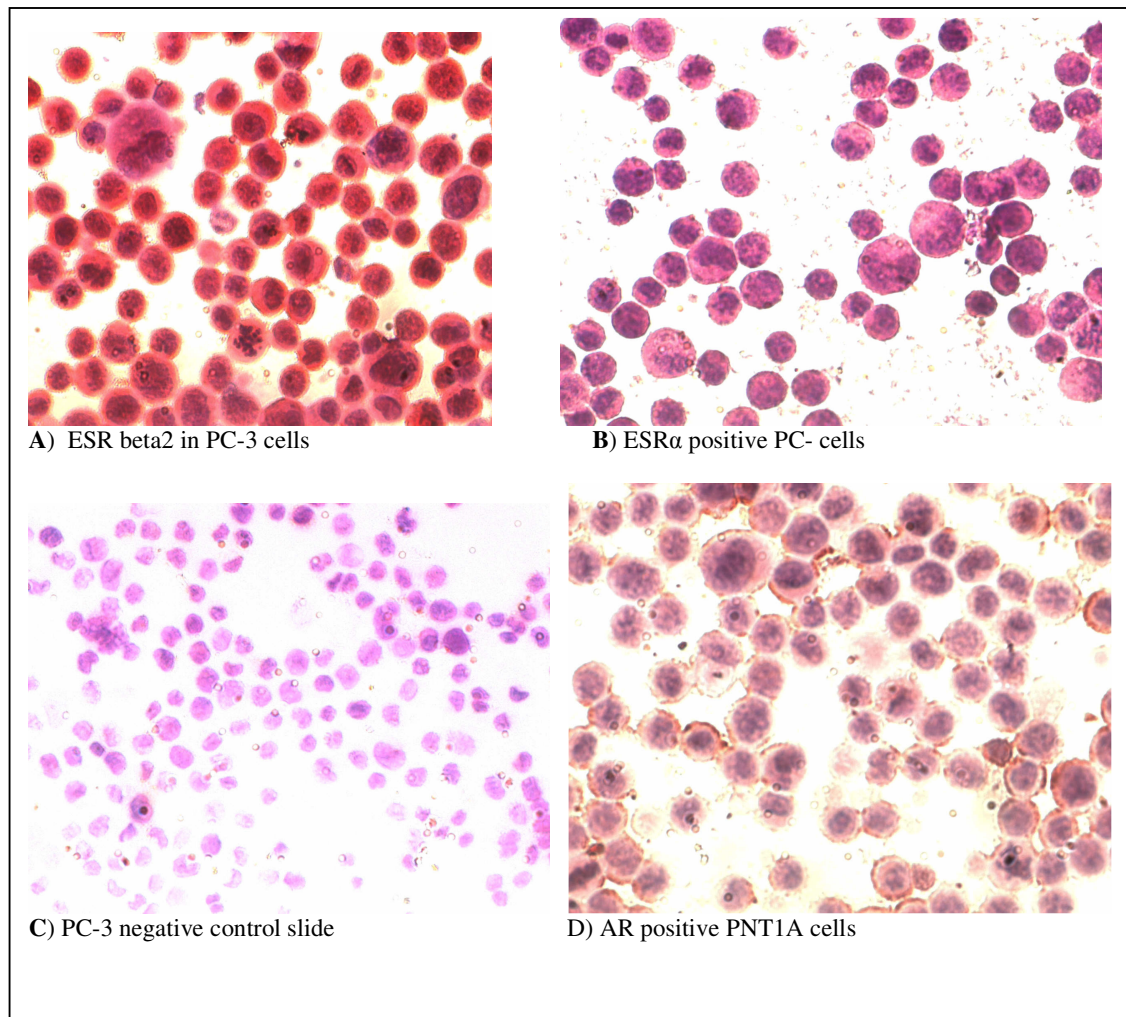 A) ESR beta2 in PC-3 cells
B) ESRα positive PC- cells
C) PC-3 negative control slide
D) AR positive PNT1A cells